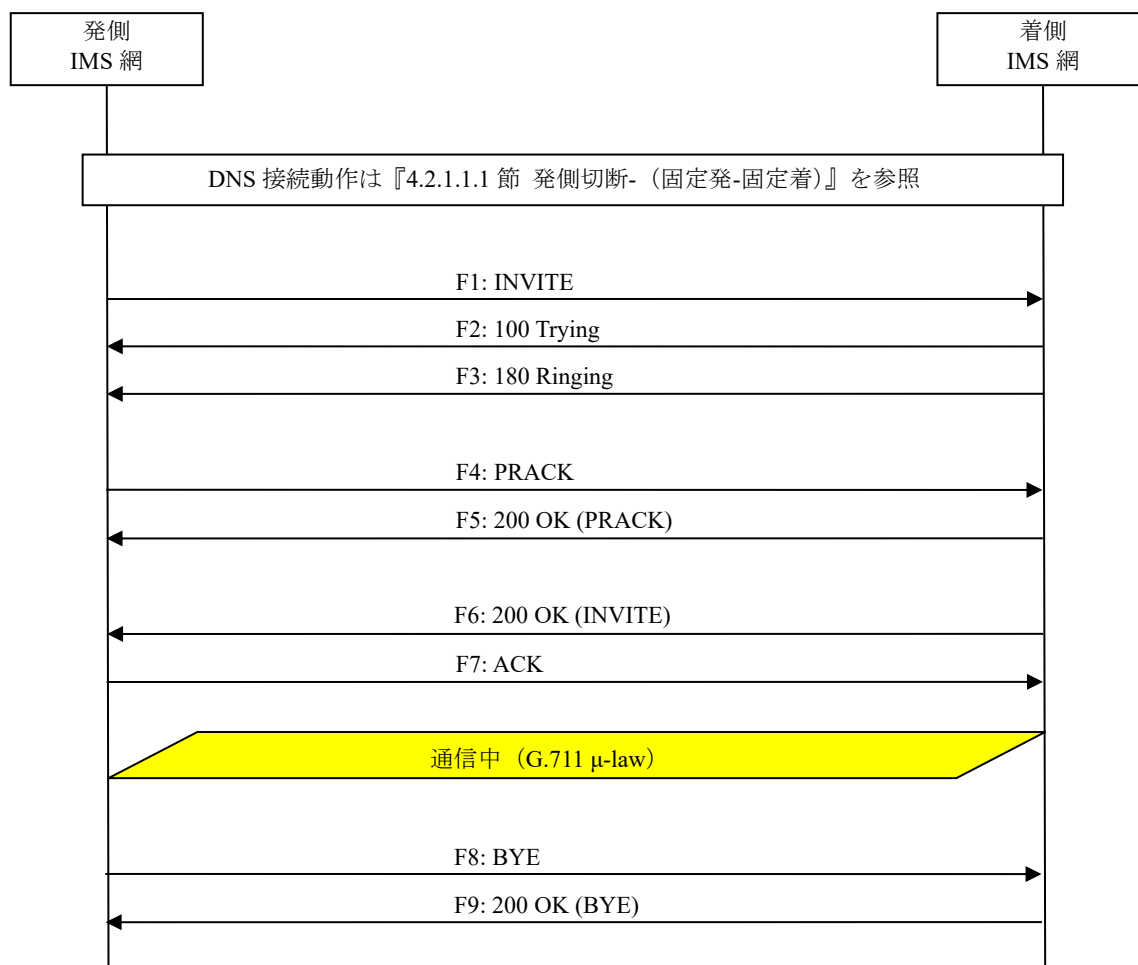 発側
IMS 網
着側
IMS 網
DNS 接続動作は『4.2.1.1.1 節 発側切断-（固定発-固定着）』を参照
F1: INVITE
F2: 100 Trying
F3: 180 Ringing
F4: PRACK
F5: 200 OK (PRACK)
F6: 200 OK (INVITE)
F7: ACK
通信中（G.711 μ-law）
F8: BYE
F9: 200 OK (BYE)